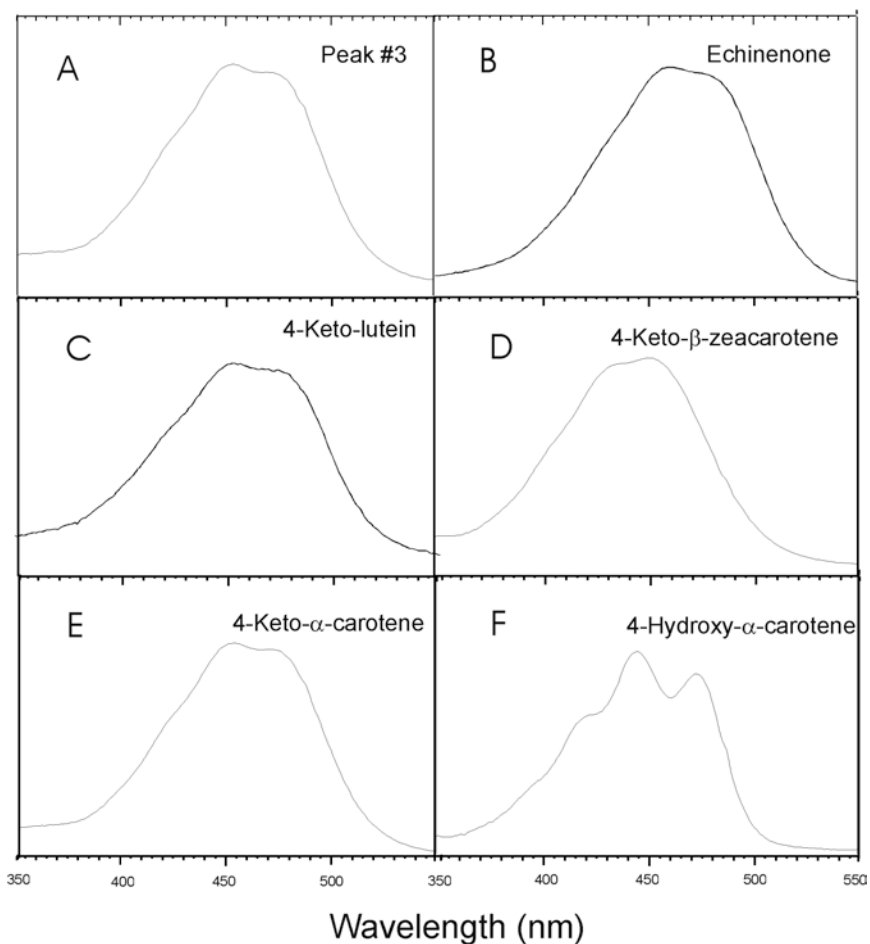 A
Peak #3
B
Echinenone
C
4-Keto-lutein
D
4-Keto-β-zeacarotene
E
4-Keto-α-carotene
F
4-Hydroxy-α-carotene
350 400 450 500 350 400 450 500 550
Wavelength (nm)